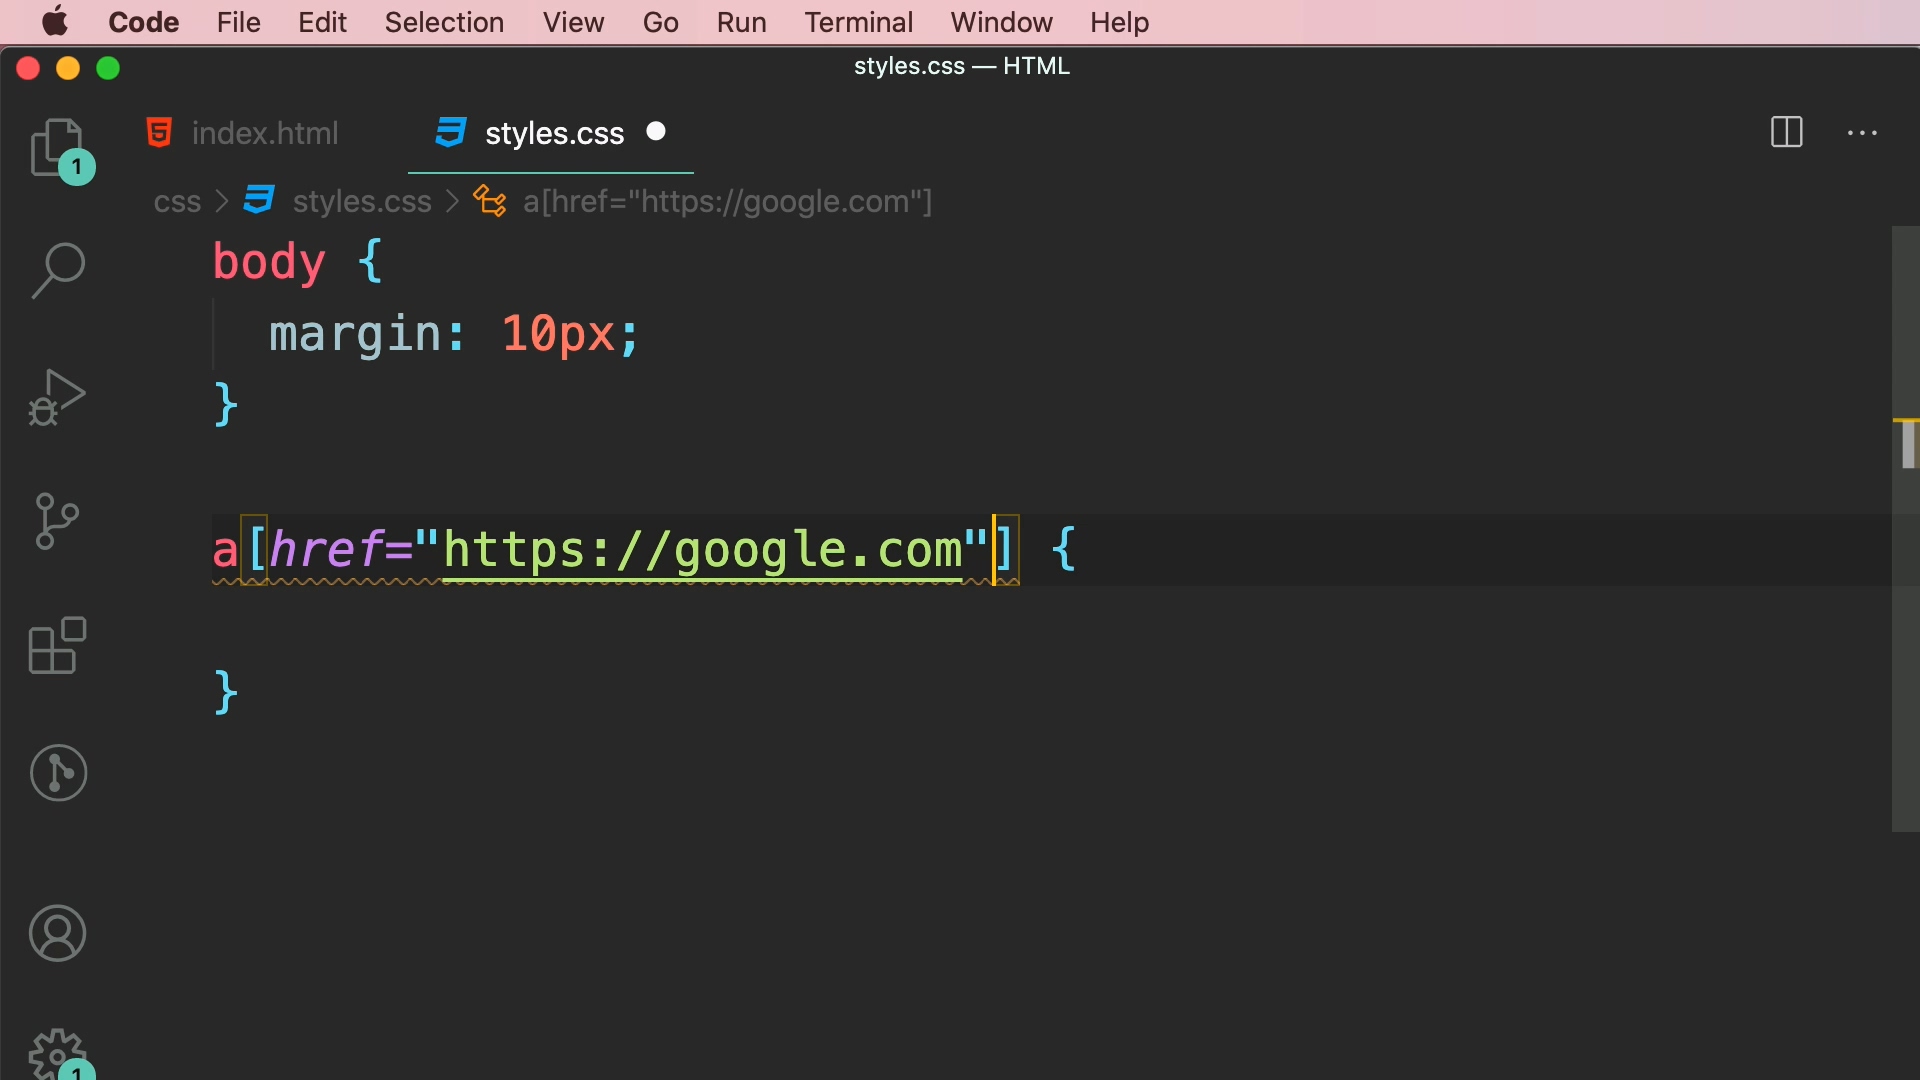 Code File Edit Selection View Go Run Terminal Window Help
styles.css — HTML
index.html styles.css
css > styles.css > a[href="https://google.com"]
body {
margin: 10px;
}
a[href="https://google.com"] {
}
1
1